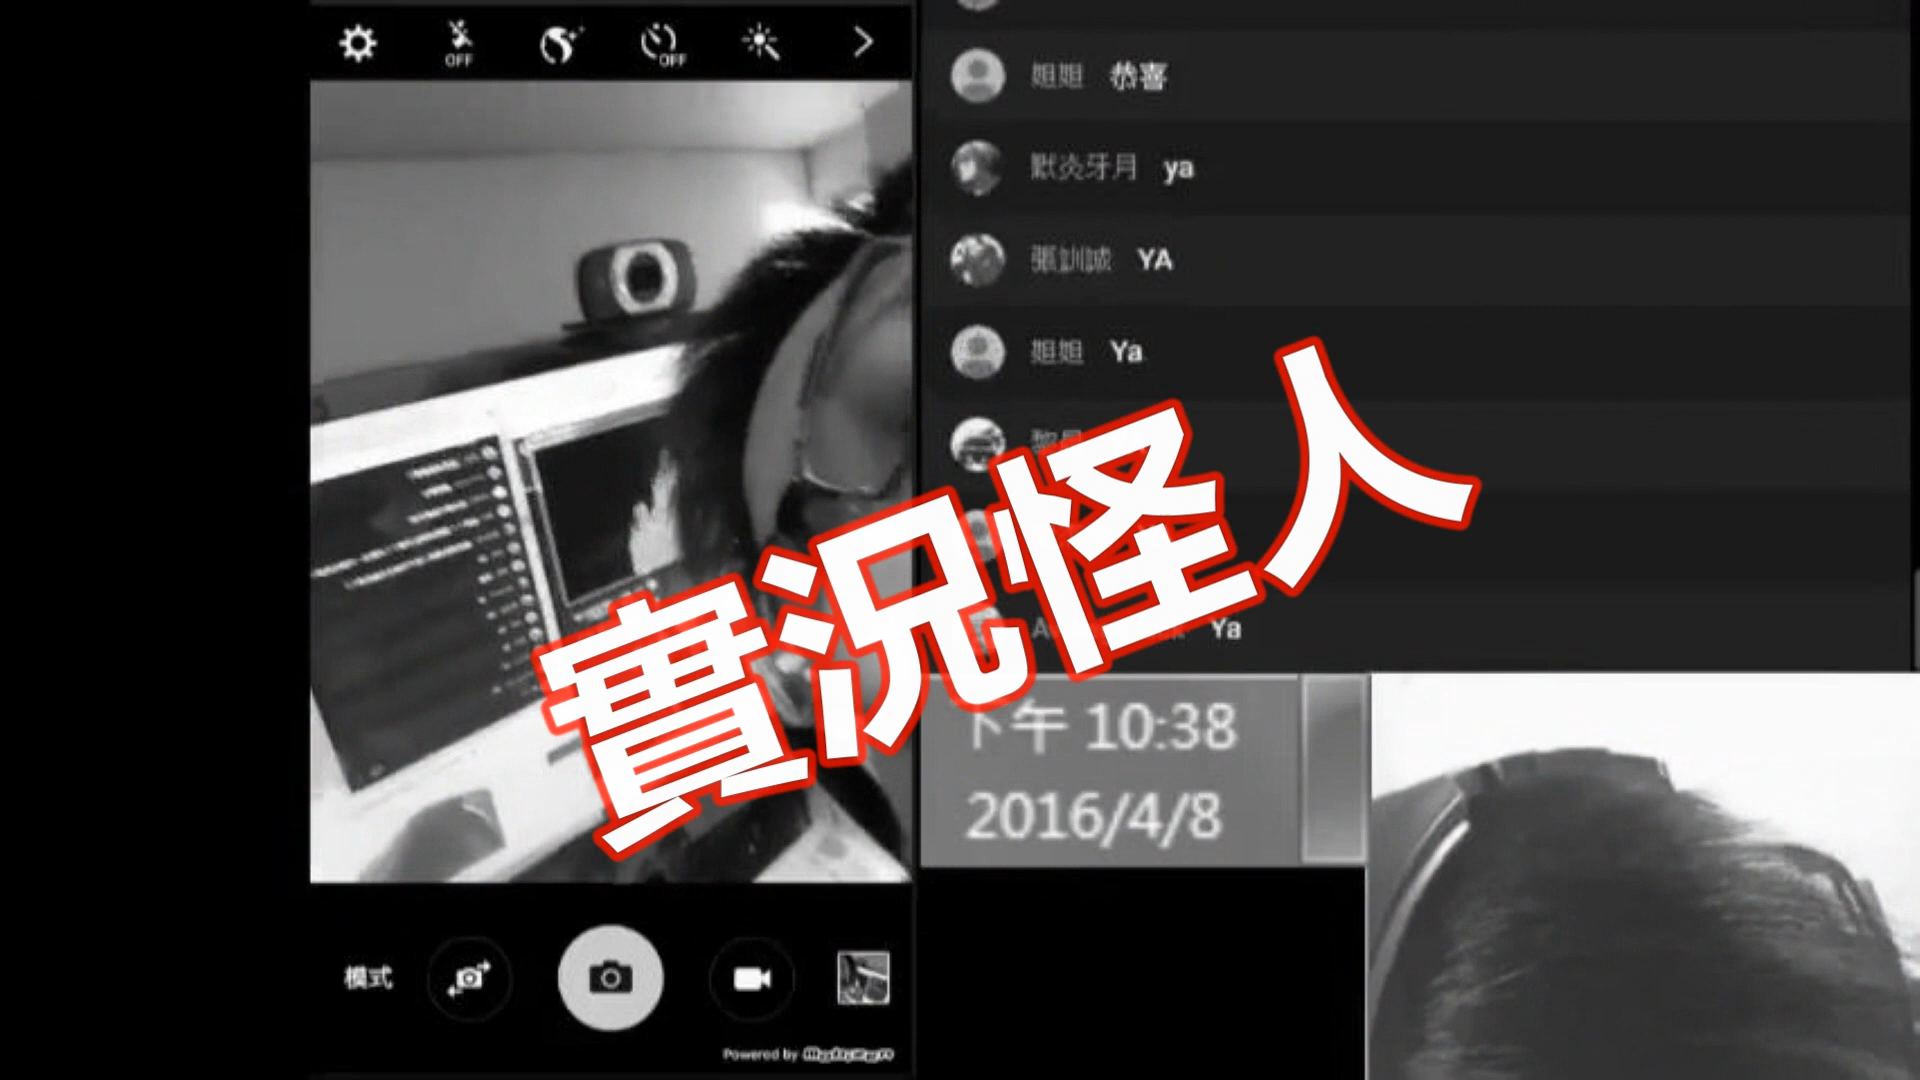 OFF
OFF
姐姐 恭喜
默炎牙月 ya
張訓誠 YA
姐姐 Ya
Ya
實況怪人
下午 10:38
2016/4/8
模式
Powered by